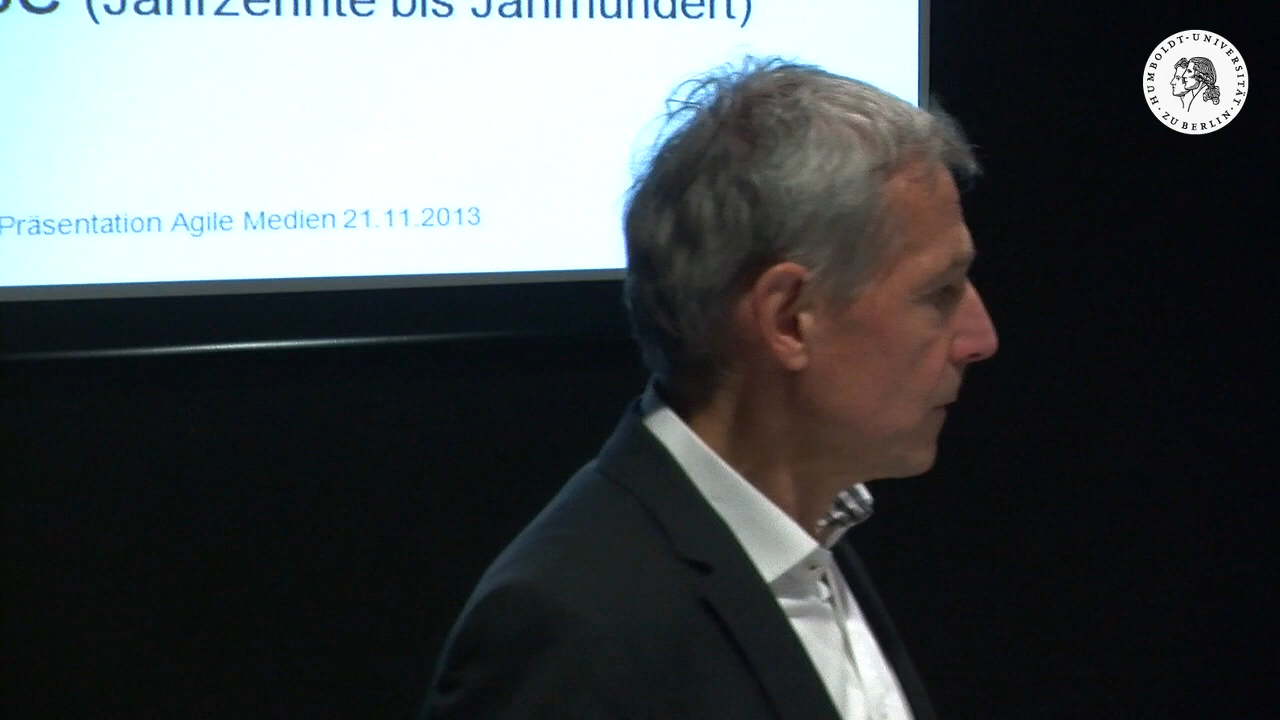 (Jahrzehnte bis Jahrhundert)
Präsentation Agile Medien 21.11.2013
HUMBOLDT-UNIVERSITÄT
ZU BERLIN